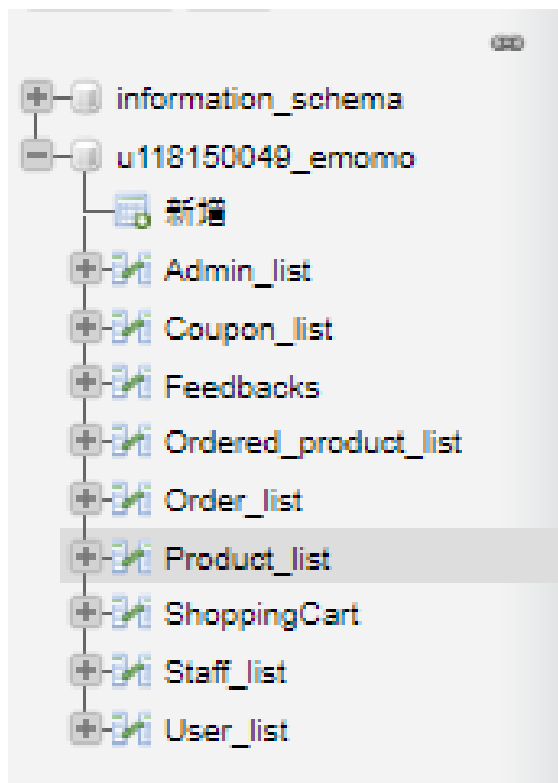 information_schema
u118150049_emomo
新增
Admin_list
Coupon_list
Feedbacks
Ordered_product_list
Order_list
Product_list
ShoppingCart
Staff_list
User_list